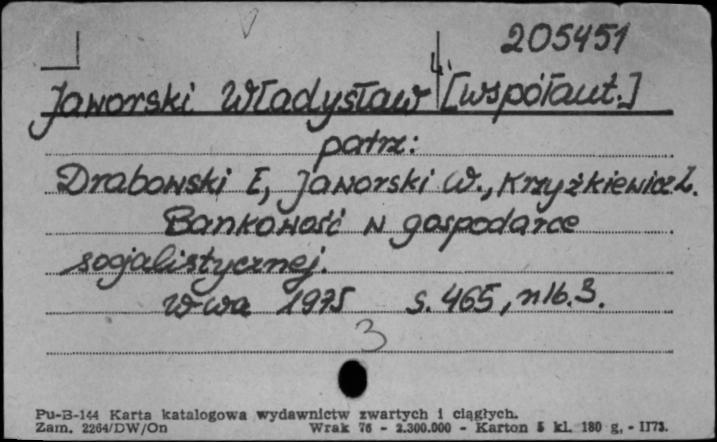 205451
Jaworski Władysław [współaut.]
patrz:
Drabowski E, Jaworski W., Krzyżkiewicz Z.
Bankowość w gospodarce
socjalistycznej.
W-wa 1975 s. 465, nlb. 3.
3
Pu-B-144 Karta katalogowa wydawnictw zwartych i ciągłych.
Zam. 2264/DW/On Wrak 76 - 2.300.000 - Karton 5 kl. 180 g. - II73.